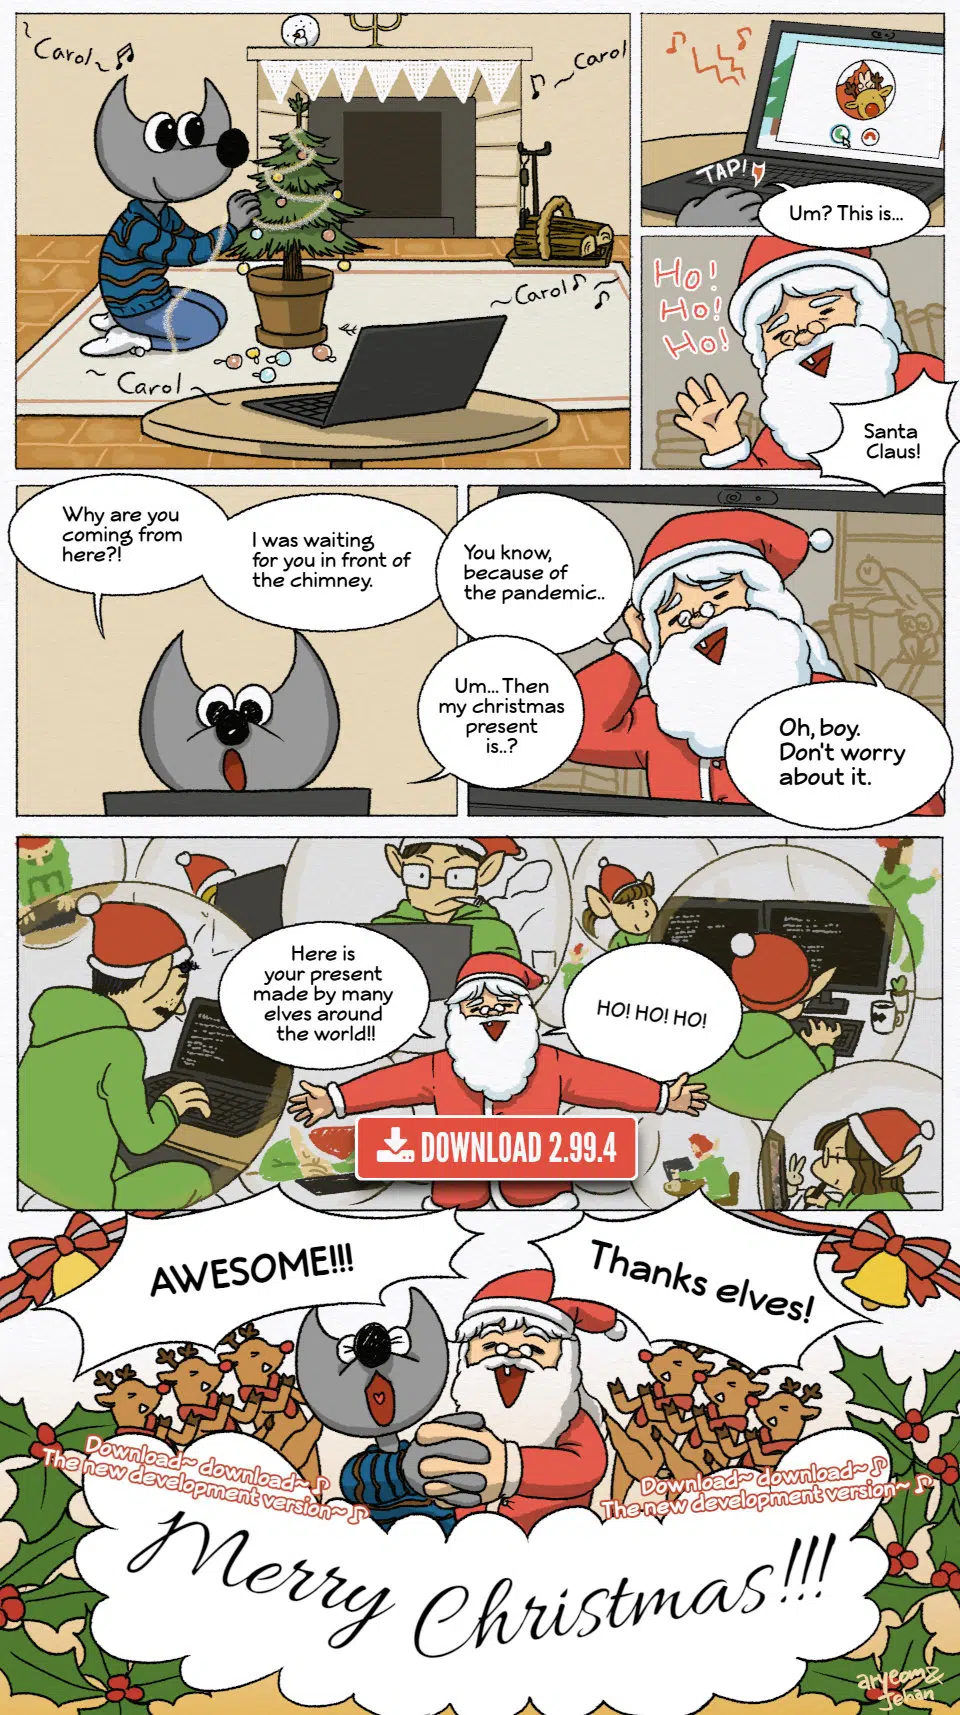 Carol~♫
♪~Carol
~Carol♪~♪
~Carol~
TAP!
Um? This is...
Ho!
Ho!
Ho!
Santa
Claus!
Why are you
coming from
here?!
I was waiting
for you in front of
the chimney.
You know,
because of
the pandemic..
Um... Then
my christmas
present
is..?
Oh, boy.
Don't worry
about it.
Here is
your present
made by many
elves around
the world!!
HO! HO! HO!
DOWNLOAD 2.99.4
AWESOME!!!
Thanks elves!
Download~ download~♪
The new development version~♪
Download~ download~♪
The new development version~♪
Merry Christmas!!!
aryeom&
Jehan